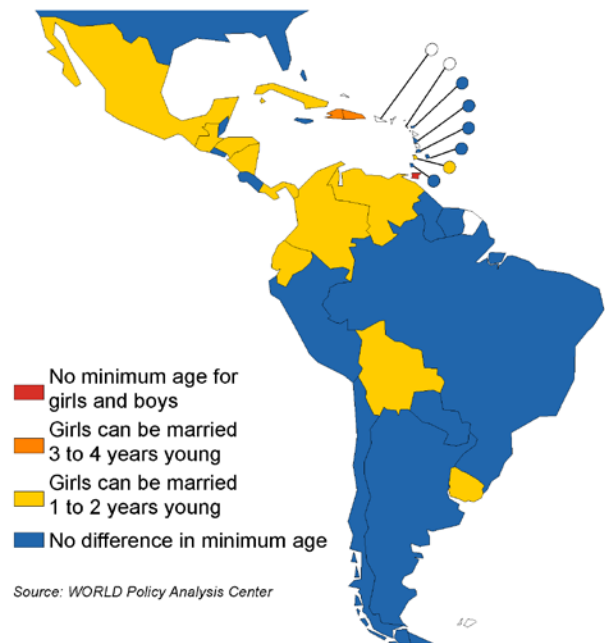 No minimum age for
girls and boys
Girls can be married
3 to 4 years young
Girls can be married
1 to 2 years young
No difference in minimum age
Source: WORLD Policy Analysis Center